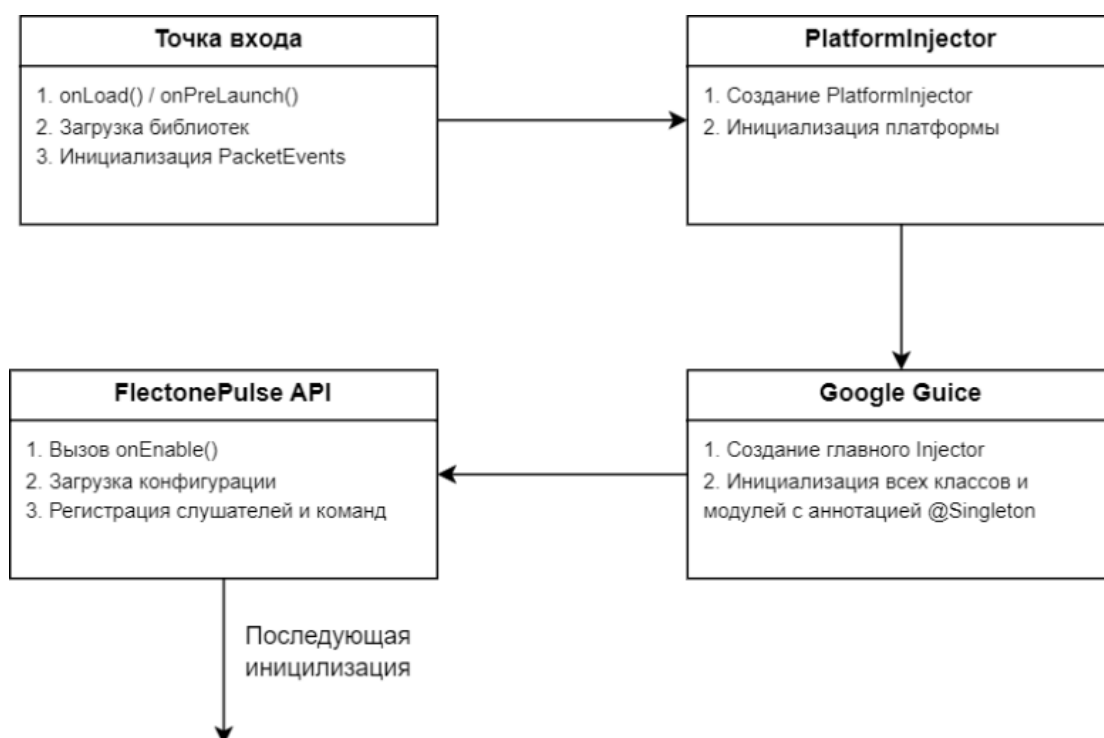 Точка входа
1. onLoad() / onPreLaunch()
2. Загрузка библиотек
3. Инициализация PacketEvents
PlatformInjector
1. Создание PlatformInjector
2. Инициализация платформы
Google Guice
1. Создание главного Injector
2. Инициализация всех классов и
модулей с аннотацией @Singleton
FlectonePulse API
1. Вызов onEnable()
2. Загрузка конфигурации
3. Регистрация слушателей и команд
Последующая
иницилизация